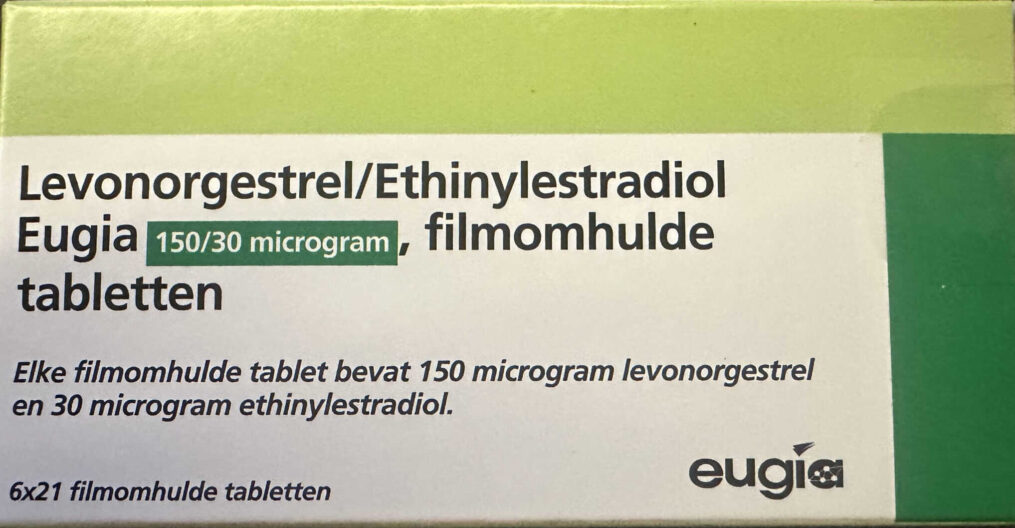 Levonorgestrel/Ethinylestradiol
Eugia 150/30 microgram, filmomhulde
tabletten
Elke filmomhulde tablet bevat 150 microgram levonorgestrel
en 30 microgram ethinylestradiol.
eugia
6x21 filmomhulde tabletten